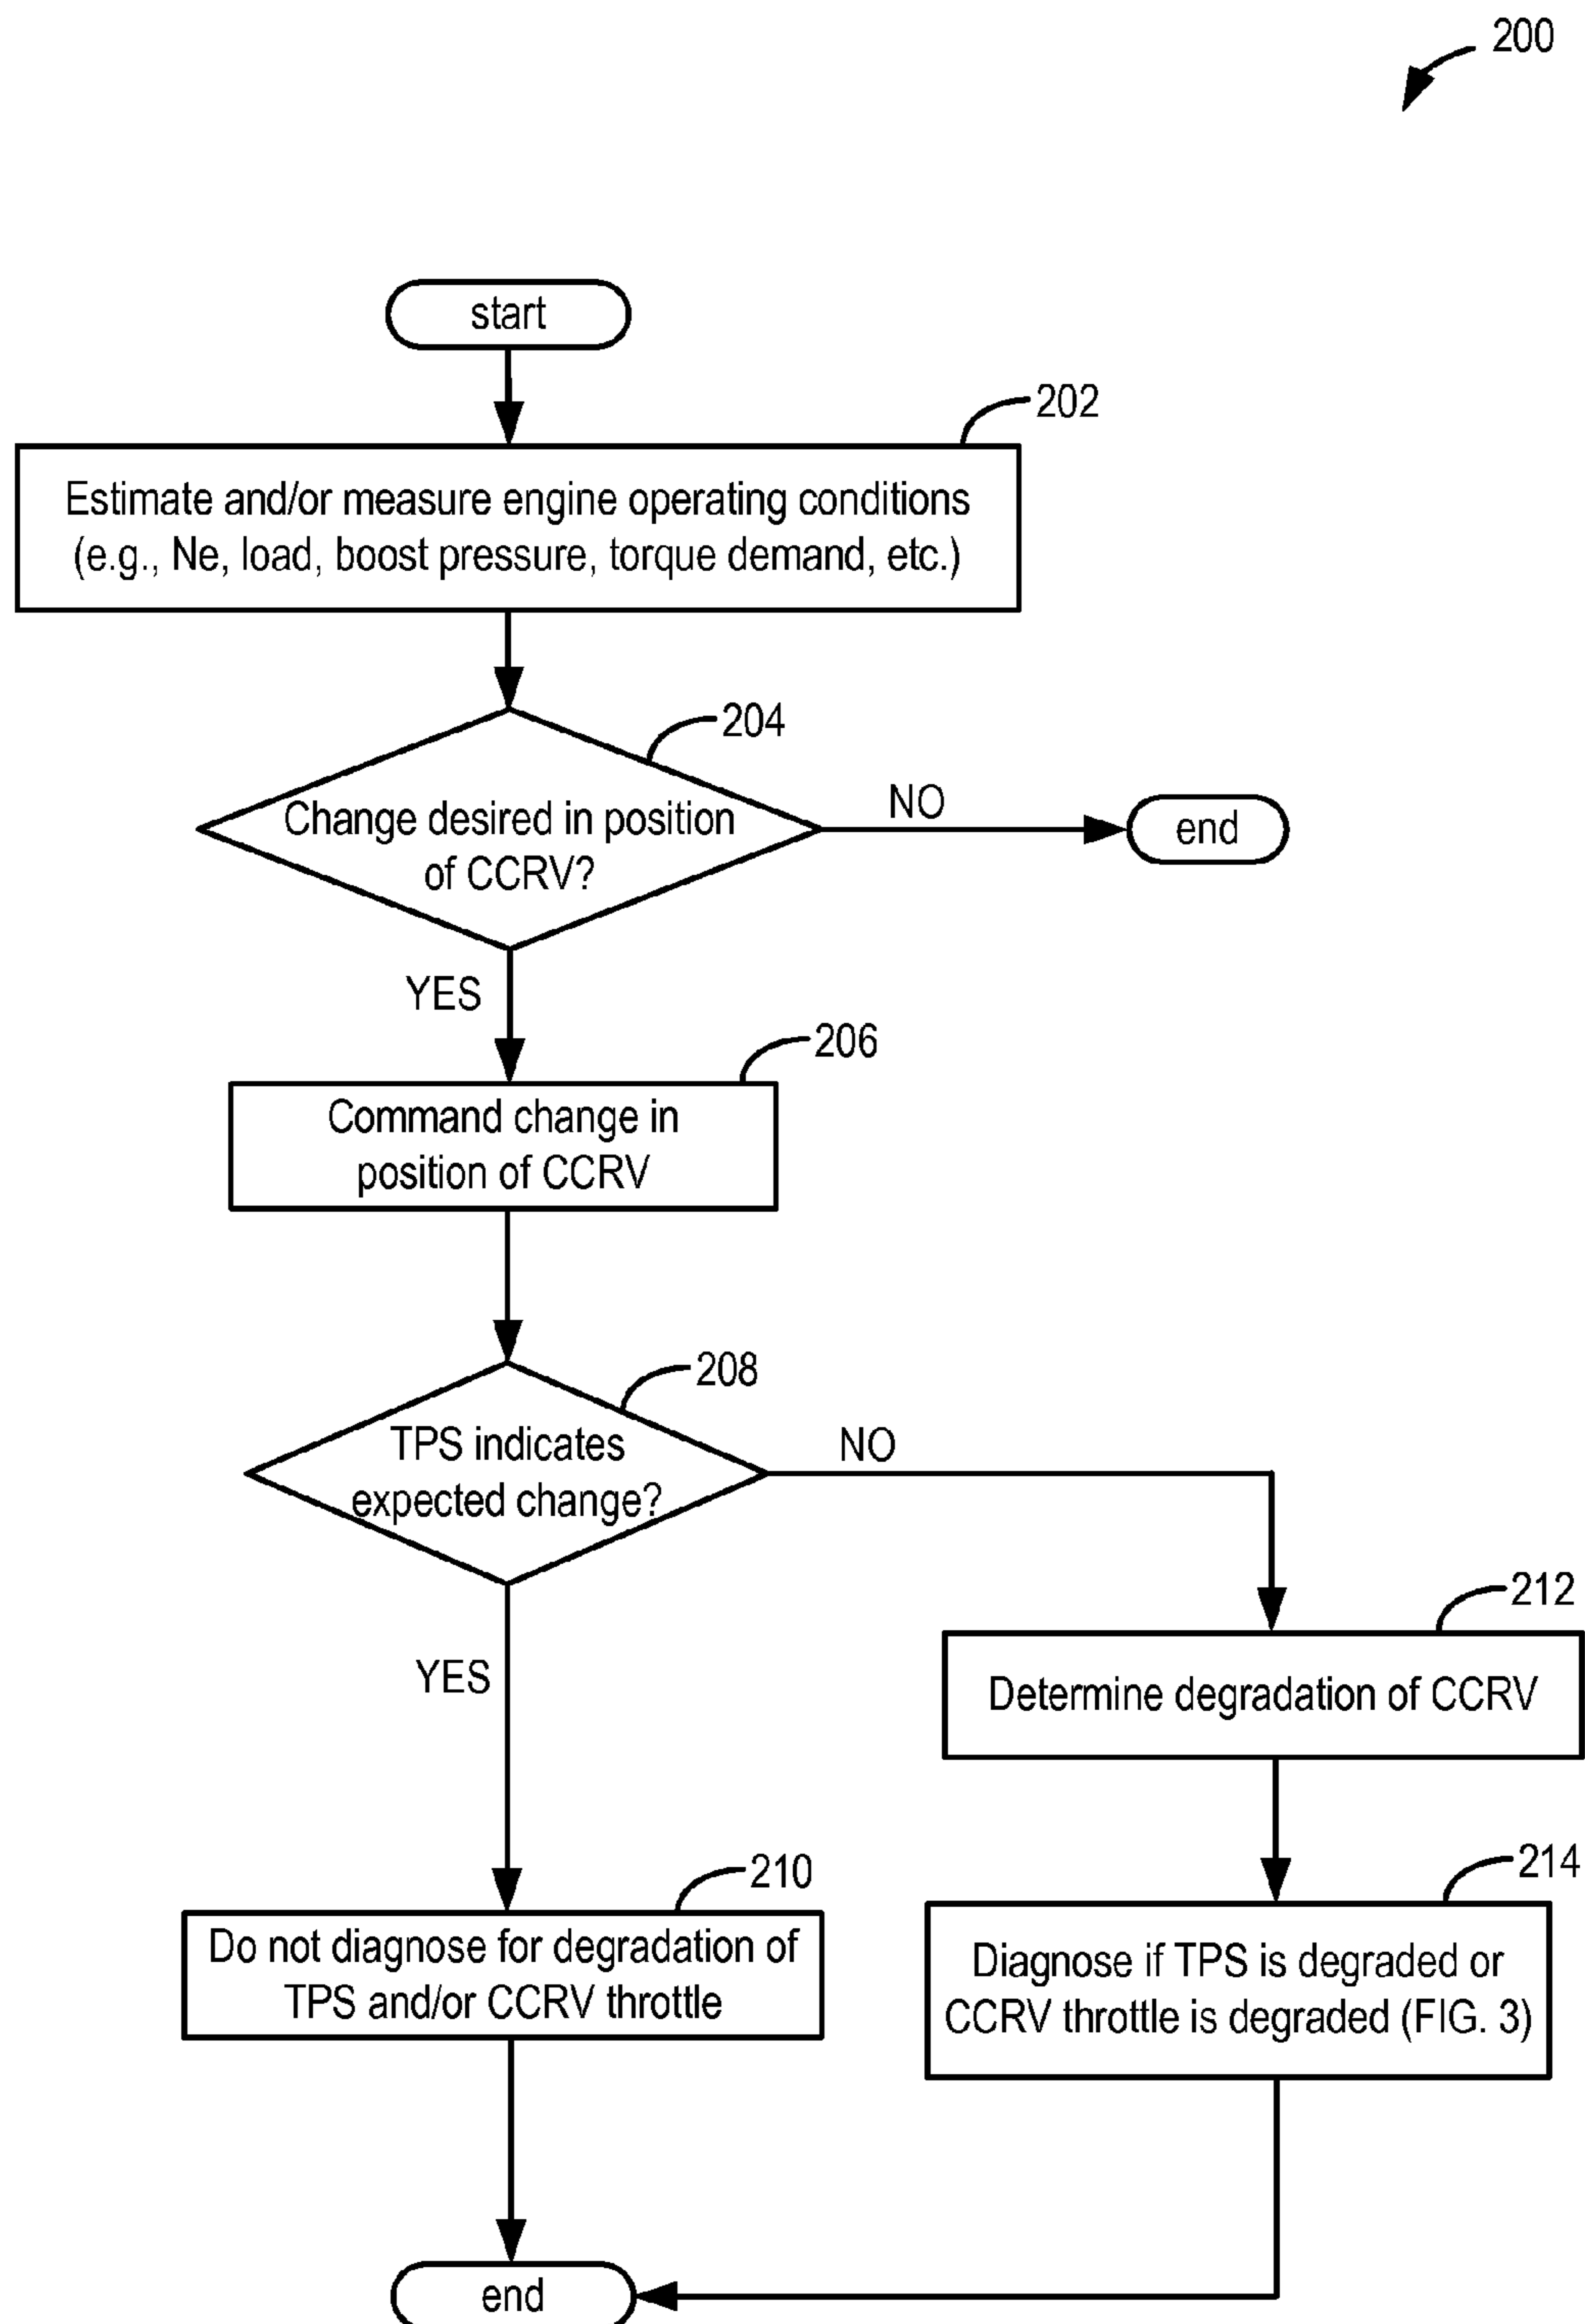 200
start
202
Estimate and/or measure engine operating conditions
(e.g., Ne, load, boost pressure, torque demand, etc.)
204
Change desired in position
of CCRV?
NO
end
YES
206
Command change in
position of CCRV
208
TPS indicates
expected change?
NO
YES
212
Determine degradation of CCRV
210
Do not diagnose for degradation of
TPS and/or CCRV throttle
214
Diagnose if TPS is degraded or
CCRV throttle is degraded (FIG. 3)
end